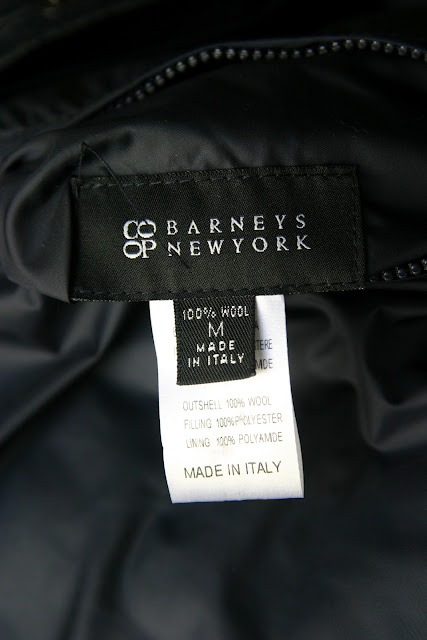 CO BARNEYS
OP NEWYORK
100% WOOL
M
MADE
IN ITALY
OUTSHELL 100% WOOL
FILLING 100%POLYESTER
LINING 100% POLYAMDE
MADE IN ITALY